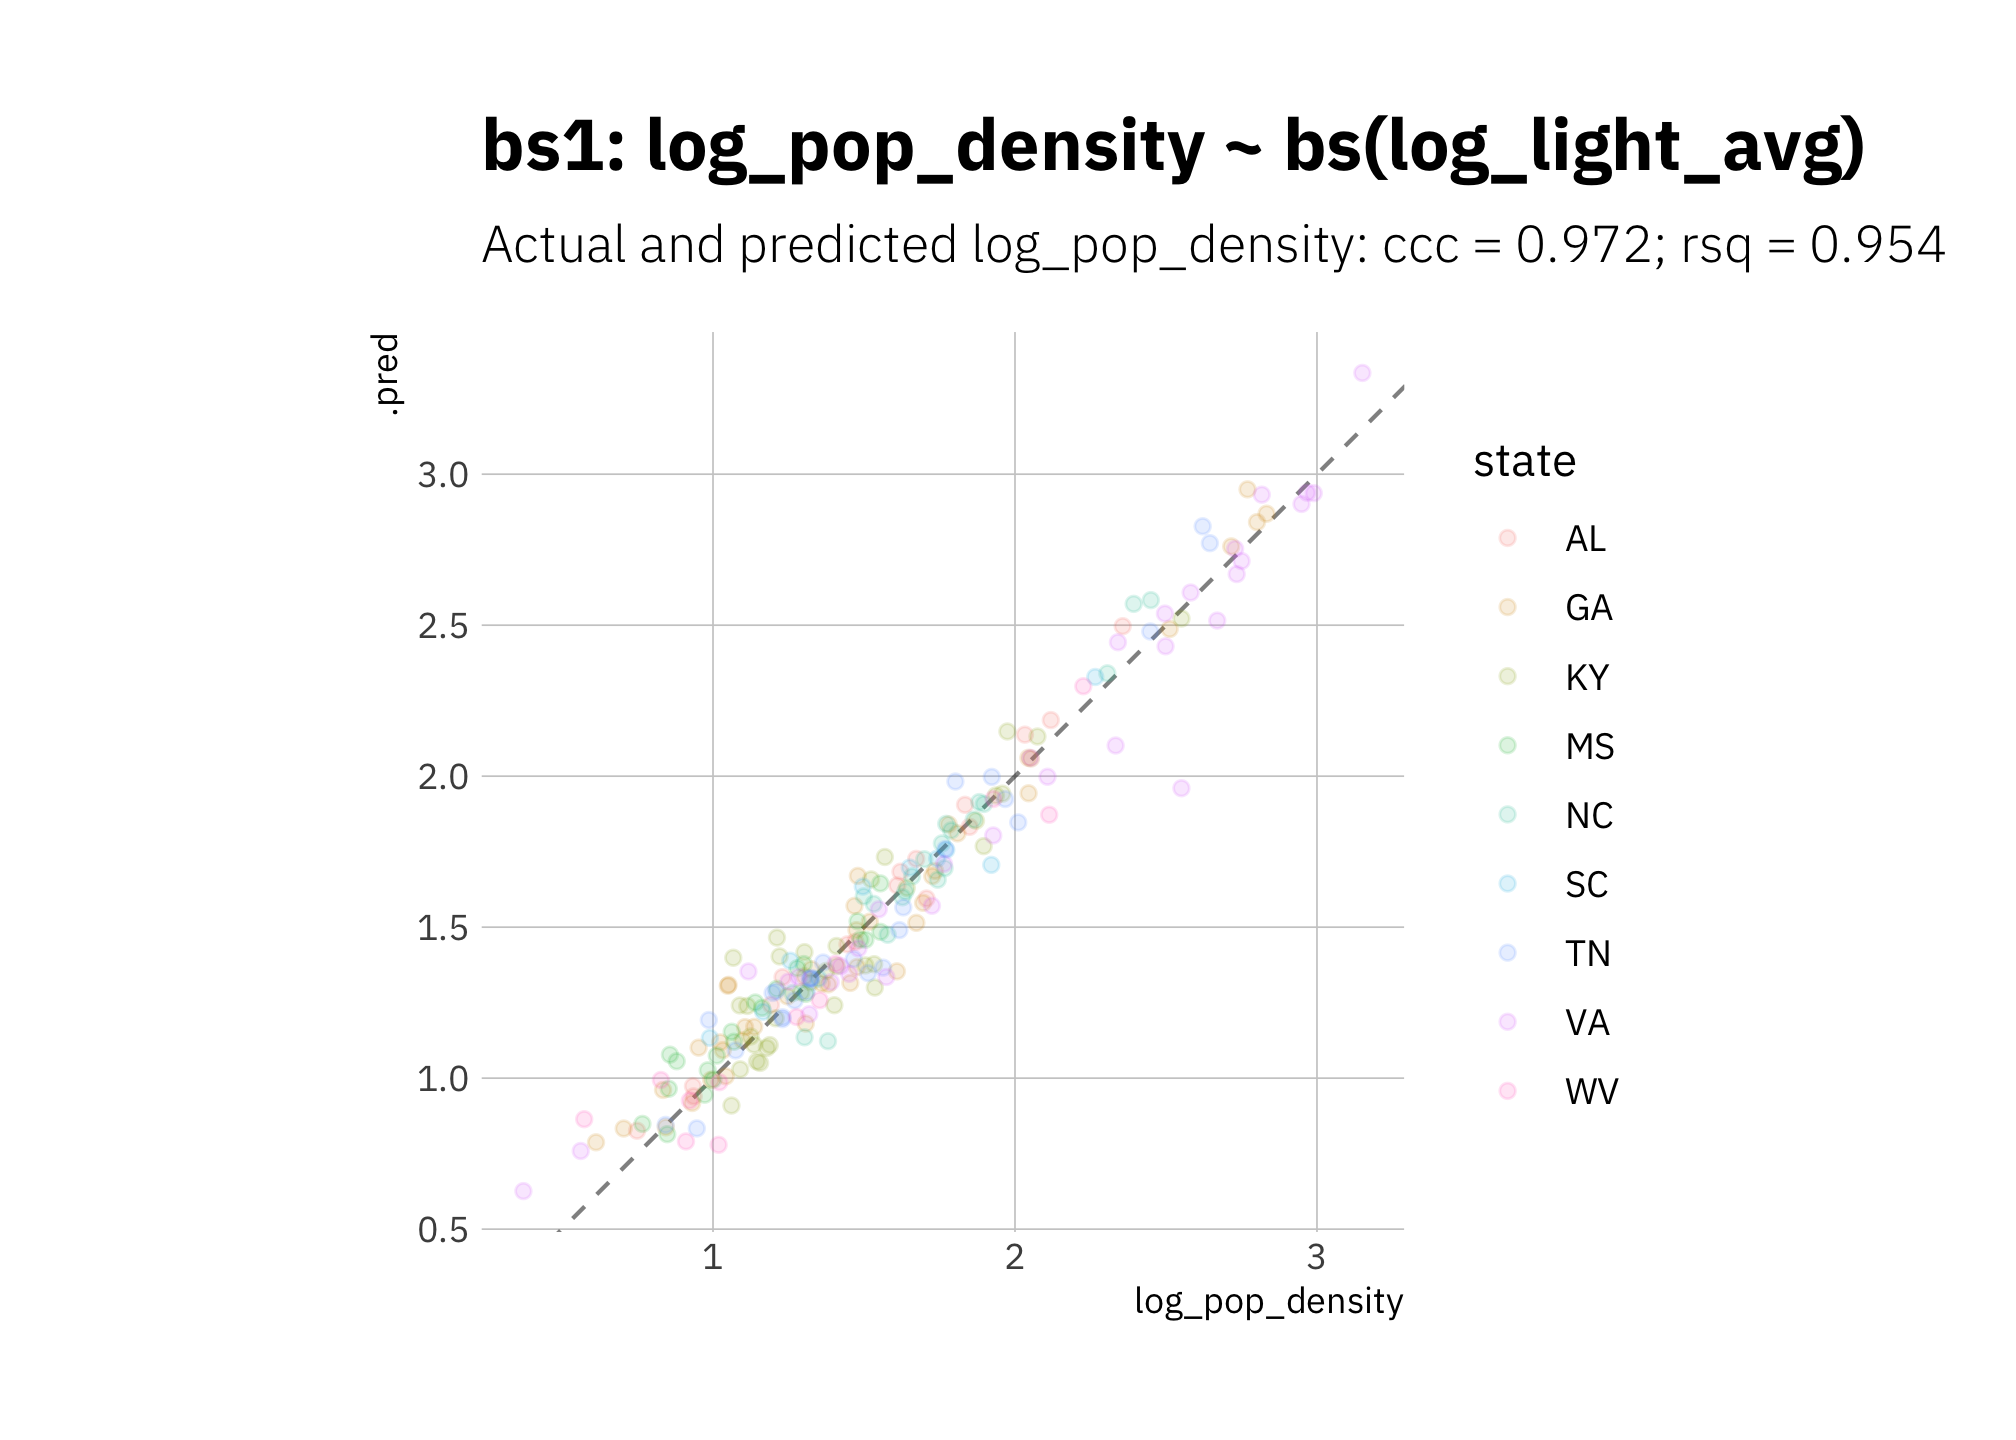 bs1: log_pop_density ~ bs(log_light_avg)
Actual and predicted log_pop_density: ccc = 0.972; rsq = 0.954
.pred
3.0
2.5
2.0
1.5
1.0
0.5
1 2 3
log_pop_density
state
AL
GA
KY
MS
NC
SC
TN
VA
WV